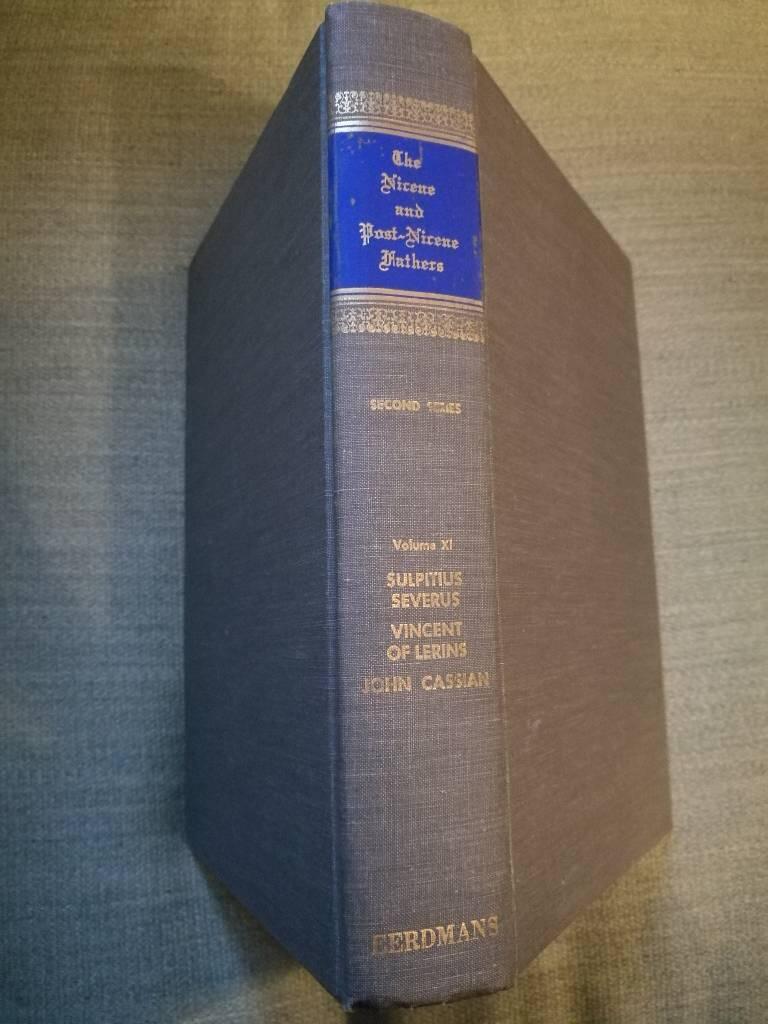 The
Nicene
and
Post-Nicene
Fathers
SECOND SERIES
Volume XI
SULPITIUS
SEVERUS
VINCENT
OF LERINS
JOHN CASSIAN
EERDMANS